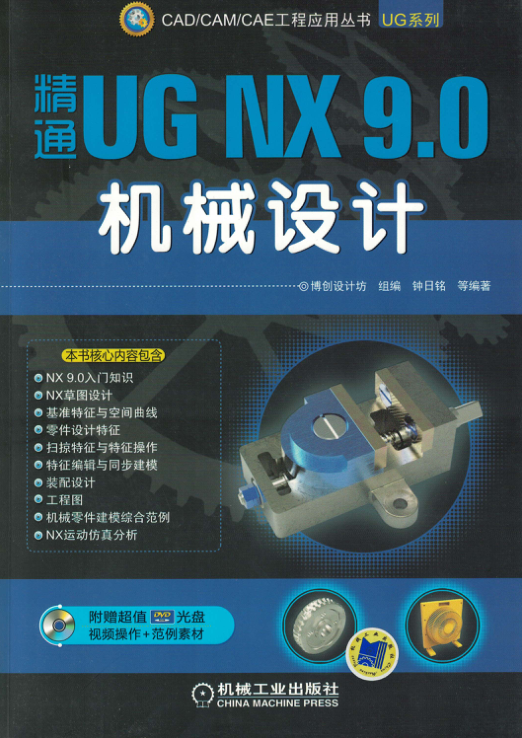 CAD/CAM/CAE工程应用丛书 UG系列
精通 UG NX 9.0
机械设计
博创设计坊 组编 钟日铭 等编著
本书核心内容包含
NX 9.0入门知识
NX草图设计
基准特征与空间曲线
零件设计特征
扫掠特征与特征操作
特征编辑与同步建模
装配设计
工程图
机械零件建模综合范例
NX运动仿真分析
附赠超值 DVD 光盘
视频操作+范例素材
机械工业出版社
CHINA MACHINE PRESS